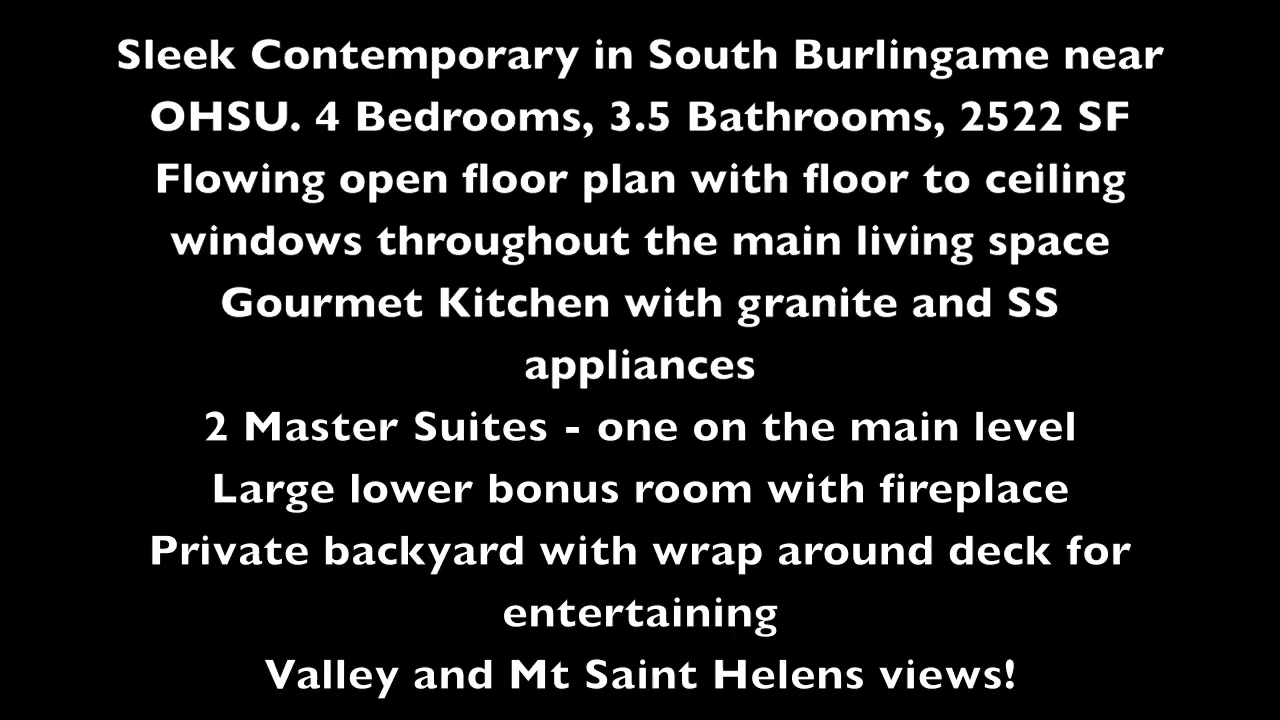 Sleek Contemporary in South Burlingame near
OHSU. 4 Bedrooms, 3.5 Bathrooms, 2522 SF
Flowing open floor plan with floor to ceiling
windows throughout the main living space
Gourmet Kitchen with granite and SS
appliances
2 Master Suites - one on the main level
Large lower bonus room with fireplace
Private backyard with wrap around deck for
entertaining
Valley and Mt Saint Helens views!